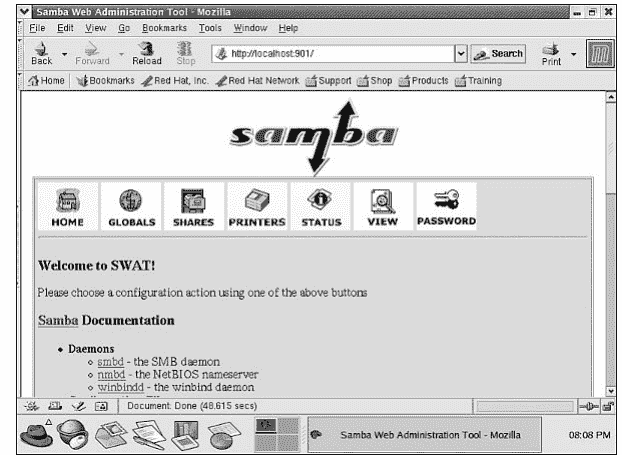 Samba Web Administration Tool - Mozilla
File Edit View Go Bookmarks Tools Window Help
Back Forward Reload Stop http://localhost:901/ Search Print
Home Bookmarks Red Hat, Inc. Red Hat Network Support Shop Products Training
samba
HOME GLOBALS SHARES PRINTERS STATUS VIEW PASSWORD
Welcome to SWAT!
Please choose a configuration action using one of the above buttons
Samba Documentation
Daemons
smbd - the SMB daemon
nmbd - the NetBIOS nameserver
winbindd - the winbind daemon
Document: Done (48.615 secs)
Samba Web Administration Tool - Mozilla 08:08 PM